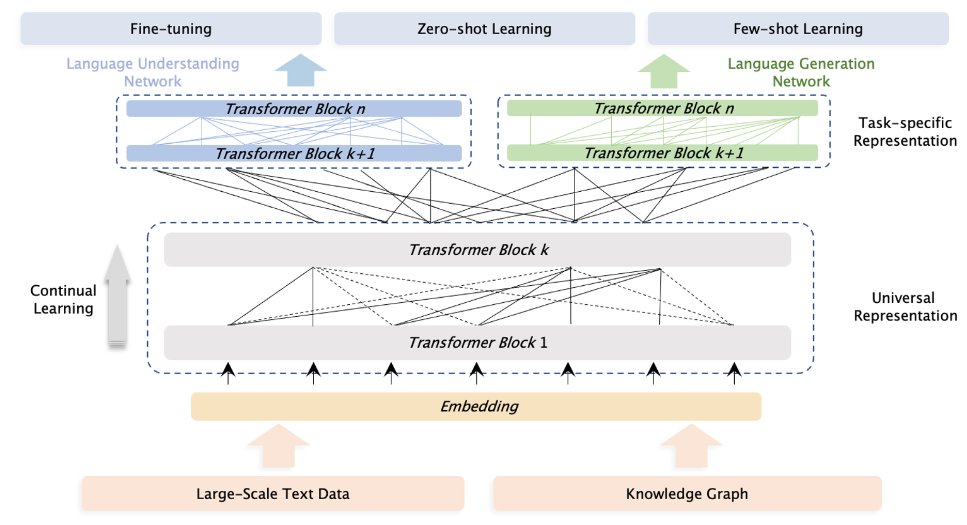 Fine-tuning
Zero-shot Learning
Few-shot Learning
Language Understanding
Network
Language Generation
Network
Transformer Block n
Transformer Block k+1
Transformer Block n
Transformer Block k+1
Task-specific
Representation
Transformer Block k
Continual
Learning
Universal
Representation
Transformer Block 1
Embedding
Large-Scale Text Data
Knowledge Graph